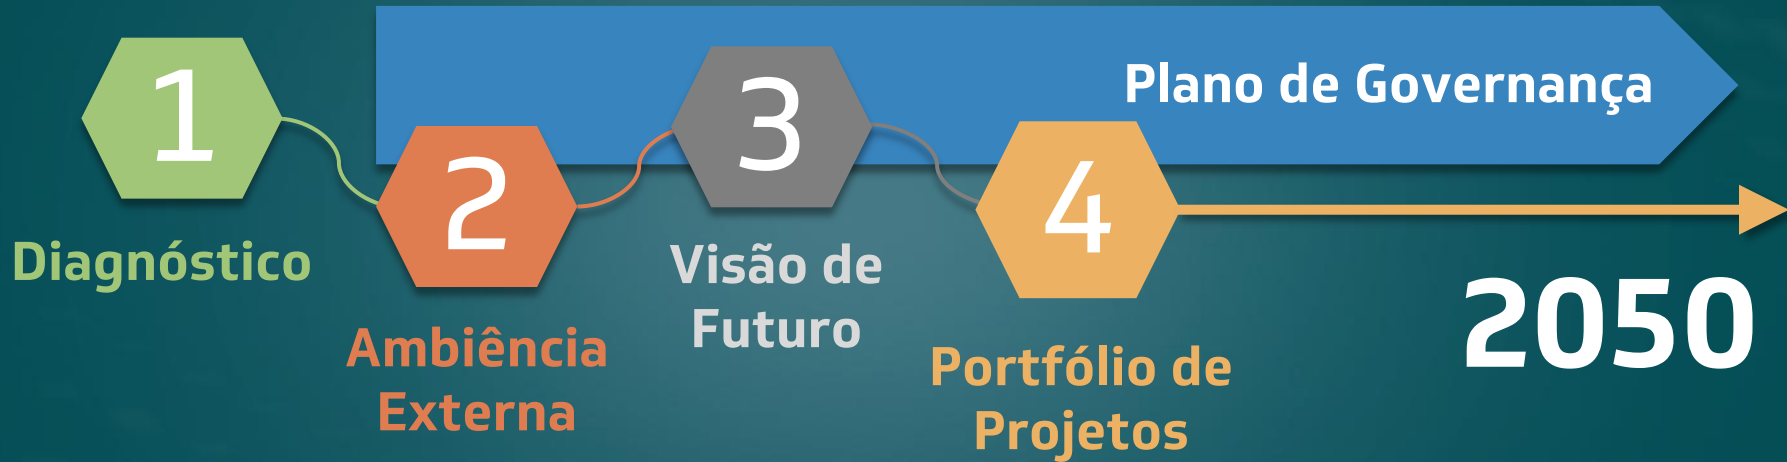 Plano de Governança
1
Diagnóstico
2
Ambiência
Externa
3
Visão de
Futuro
4
Portfólio de
Projetos
2050